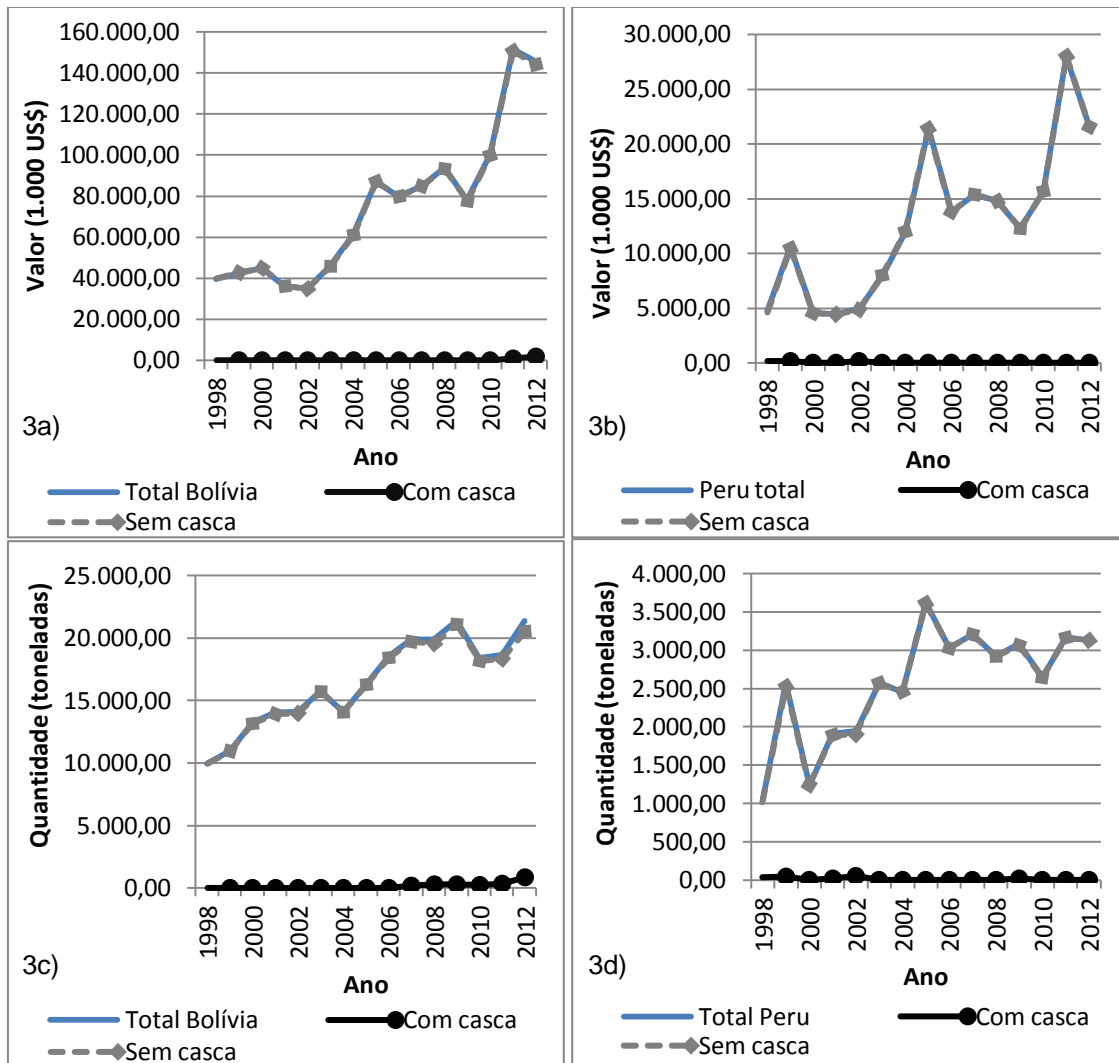 160.000,00
140.000,00
120.000,00
100.000,00
80.000,00
60.000,00
40.000,00
20.000,00
0,00
Valor (1.000 US$)
1998
2000
2002
2004
2006
2008
2010
2012
3a)
Ano
Total Bolívia
Com casca
Sem casca
30.000,00
25.000,00
20.000,00
15.000,00
10.000,00
5.000,00
0,00
Valor (1.000 US$)
1998
2000
2002
2004
2006
2008
2010
2012
3b)
Ano
Peru total
Com casca
Sem casca
25.000,00
20.000,00
15.000,00
10.000,00
5.000,00
0,00
Quantidade (toneladas)
1998
2000
2002
2004
2006
2008
2010
2012
3c)
Ano
Total Bolívia
Com casca
Sem casca
4.000,00
3.500,00
3.000,00
2.500,00
2.000,00
1.500,00
1.000,00
500,00
0,00
Quantidade (toneladas)
1998
2000
2002
2004
2006
2008
2010
2012
3d)
Ano
Total Peru
Com casca
Sem casca